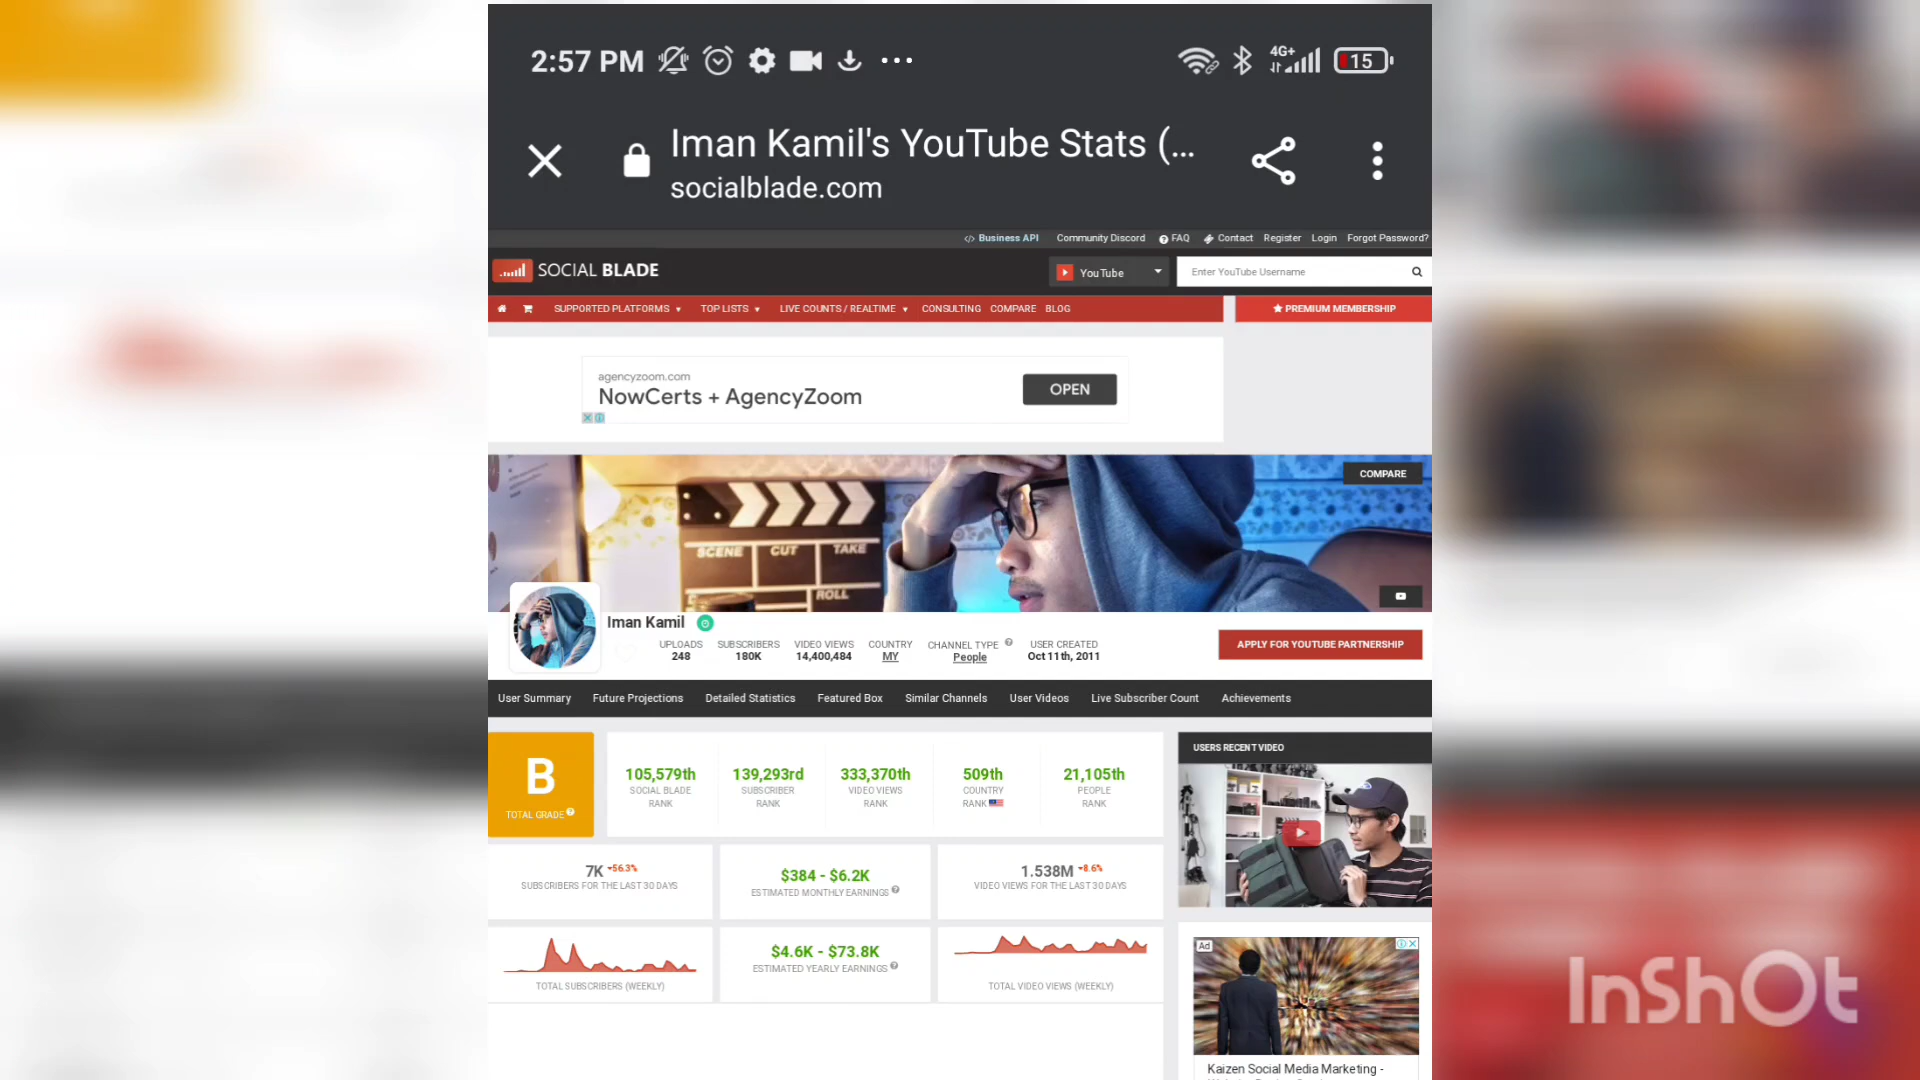 2:57 PM
4G+
15
Iman Kamil's YouTube Stats (...
socialblade.com
Business API Community Discord FAQ Contact Register Login Forgot Password?
SOCIAL BLADE
YouTube
Enter YouTube Username
SUPPORTED PLATFORMS TOP LISTS LIVE COUNTS / REALTIME CONSULTING COMPARE BLOG
PREMIUM MEMBERSHIP
agencyzoom.com
NowCerts + AgencyZoom
OPEN
COMPARE
SCENE CUT TAKE
ROLL
Iman Kamil
UPLOADS SUBSCRIBERS VIDEO VIEWS COUNTRY CHANNEL TYPE USER CREATED
248 180K 14,400,484 MY People Oct 11th, 2011
APPLY FOR YOUTUBE PARTNERSHIP
User Summary Future Projections Detailed Statistics Featured Box Similar Channels User Videos Live Subscriber Count Achievements
B
TOTAL GRADE
105,579th
SOCIAL BLADE
RANK
139,293rd
SUBSCRIBER
RANK
333,370th
VIDEO VIEWS
RANK
509th
COUNTRY
RANK
21,105th
PEOPLE
RANK
USERS RECENT VIDEO
7K -56.3%
SUBSCRIBERS FOR THE LAST 30 DAYS
$384 - $6.2K
ESTIMATED MONTHLY EARNINGS
1.538M -8.6%
VIDEO VIEWS FOR THE LAST 30 DAYS
TOTAL SUBSCRIBERS (WEEKLY)
$4.6K - $73.8K
ESTIMATED YEARLY EARNINGS
TOTAL VIDEO VIEWS (WEEKLY)
Ad
Kaizen Social Media Marketing -
InShOt